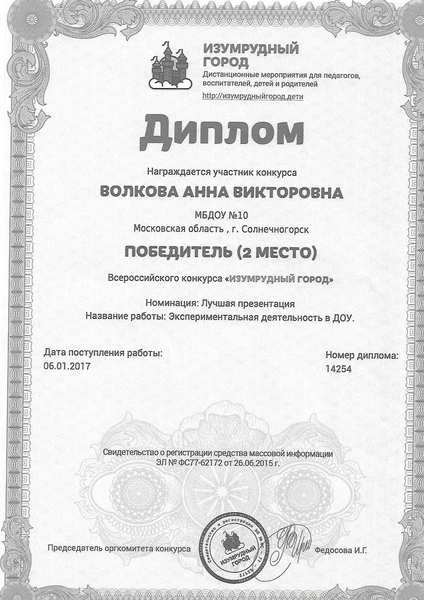 ИЗУМРУДНЫЙ
ГОРОД
Дистанционные мероприятия для педагогов,
воспитателей, детей и родителей
http://изумрудныйгород.дети
Диплом
Награждается участник конкурса
ВОЛКОВА АННА ВИКТОРОВНА
МБДОУ №10
Московская область , г. Солнечногорск
ПОБЕДИТЕЛЬ (2 МЕСТО)
Всероссийского конкурса «ИЗУМРУДНЫЙ ГОРОД»
Номинация: Лучшая презентация
Название работы: Экспериментальная деятельность в ДОУ.
Дата поступления работы:
06.01.2017
Номер диплома:
14254
Свидетельство о регистрации средства массовой информации
ЭЛ № ФС77-62172 от 26.06.2015 г.
Председатель оргкомитета конкурса
ИЗУМРУДНЫЙ
ГОРОД
Федосова И.Г.